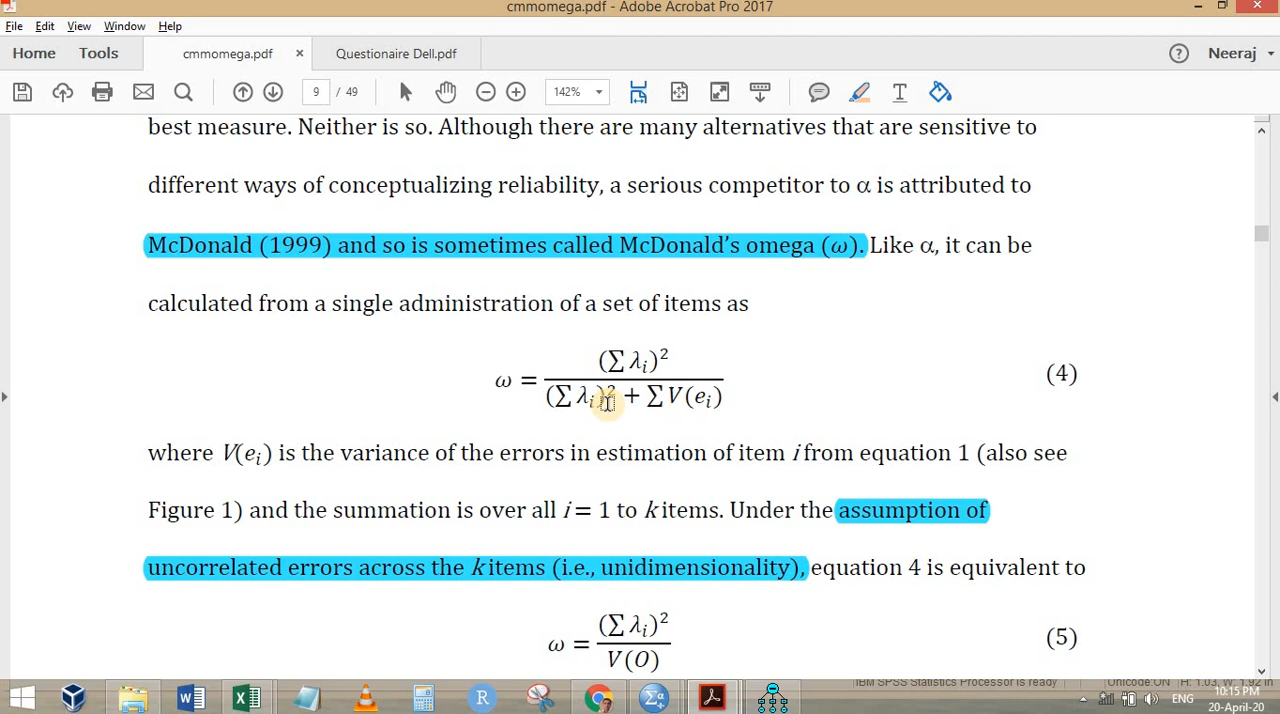 cmmomega.pdf - Adobe Acrobat Pro 2017
File Edit View Window Help
Home Tools cmmomega.pdf × Questionaire Dell.pdf Neeraj
9 / 49 142%
best measure. Neither is so. Although there are many alternatives that are sensitive to
different ways of conceptualizing reliability, a serious competitor to α is attributed to
McDonald (1999) and so is sometimes called McDonald’s omega (ω). Like α, it can be
calculated from a single administration of a set of items as
ω = (∑ λᵢ)² / (∑ λᵢ)² + ∑ V(eᵢ) (4)
where V(eᵢ) is the variance of the errors in estimation of item i from equation 1 (also see
Figure 1) and the summation is over all i = 1 to k items. Under the assumption of
uncorrelated errors across the k items (i.e., unidimensionality), equation 4 is equivalent to
ω = (∑ λᵢ)² / V(O) (5)
IBM SPSS Statistics Processor is ready Unicode:ON H: 1.03, W: 1.92 in
ENG 10:15 PM
20-April-20